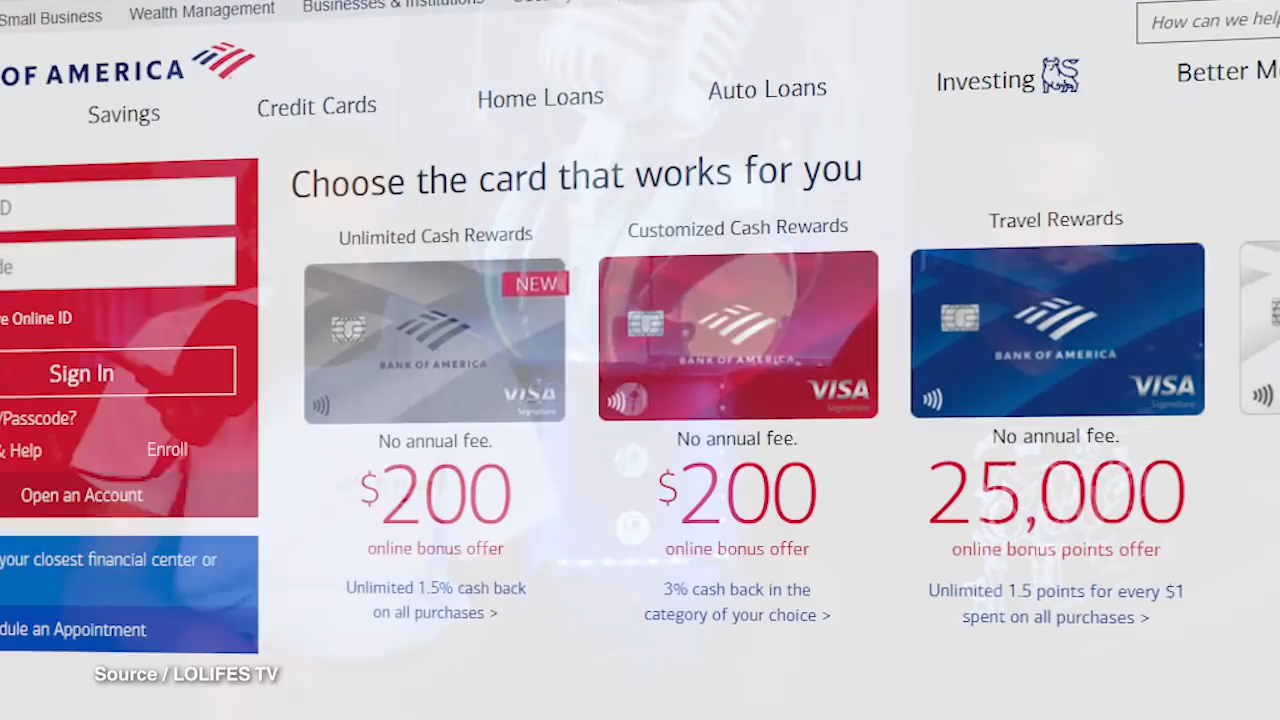 Small Business
Wealth Management
Businesses & Institutions
How can we help
OF AMERICA
Savings
Credit Cards
Home Loans
Auto Loans
Investing
Better M
Choose the card that works for you
Unlimited Cash Rewards
Customized Cash Rewards
Travel Rewards
NEW
BANK OF AMERICA
VISA
Signature
BANK OF AMERICA
VISA
Signature
BANK OF AMERICA
VISA
Signature
No annual fee.
$200
online bonus offer
Unlimited 1.5% cash back
on all purchases >
No annual fee.
$200
online bonus offer
3% cash back in the
category of your choice >
No annual fee.
25,000
online bonus points offer
Unlimited 1.5 points for every $1
spent on all purchases >
D
de
e Online ID
Sign In
/Passcode?
& Help
Enroll
Open an Account
your closest financial center or
dule an Appointment
Source / LOLIFES TV